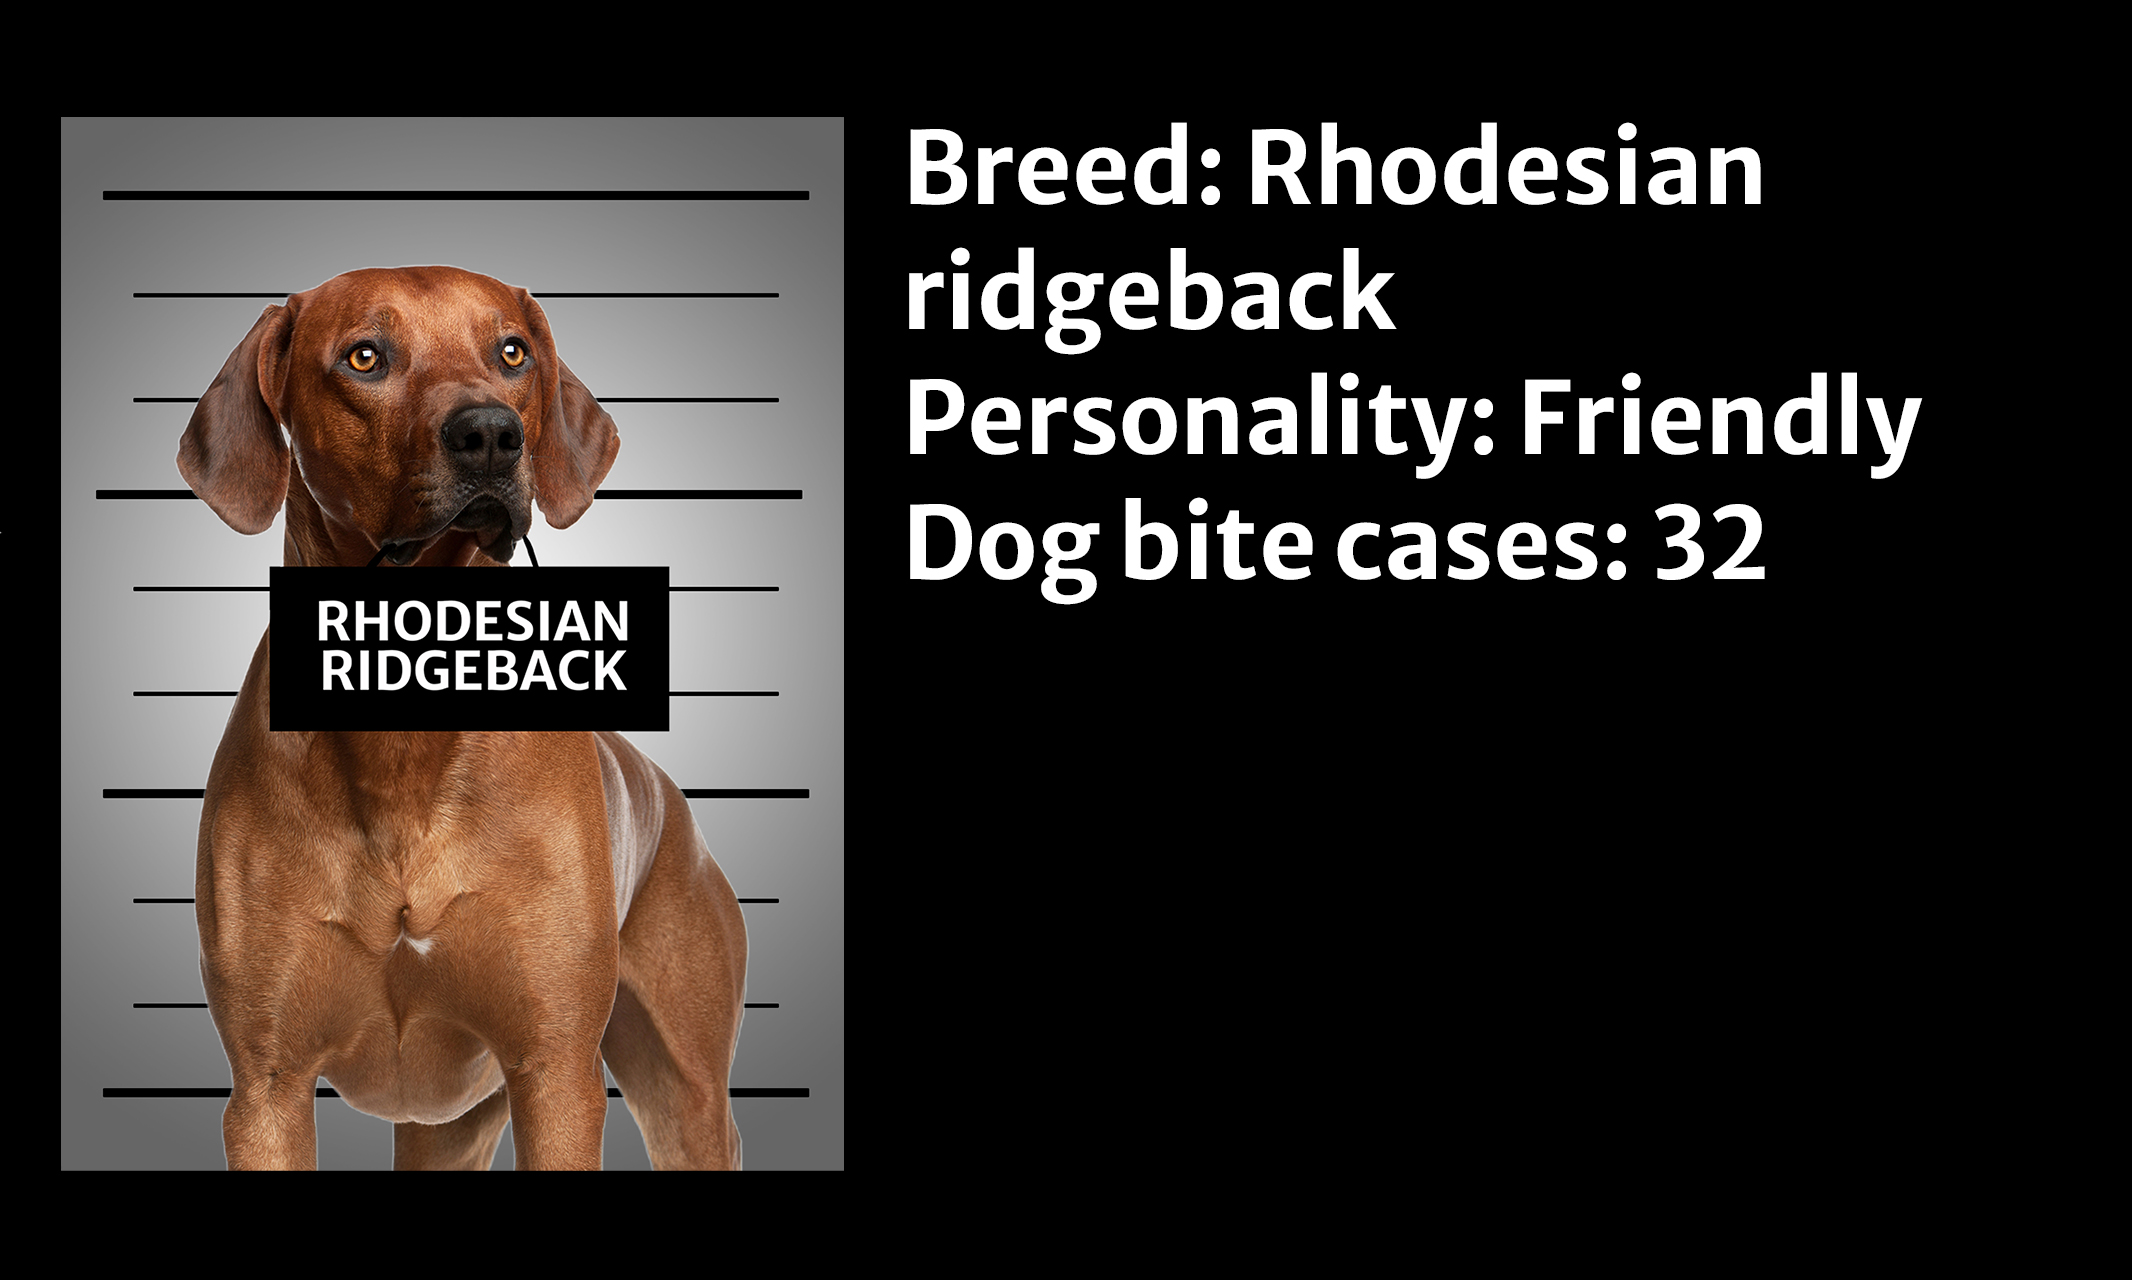 RHODESIAN
RIDGEBACK
Breed: Rhodesian
ridgeback
Personality: Friendly
Dog bite cases: 32